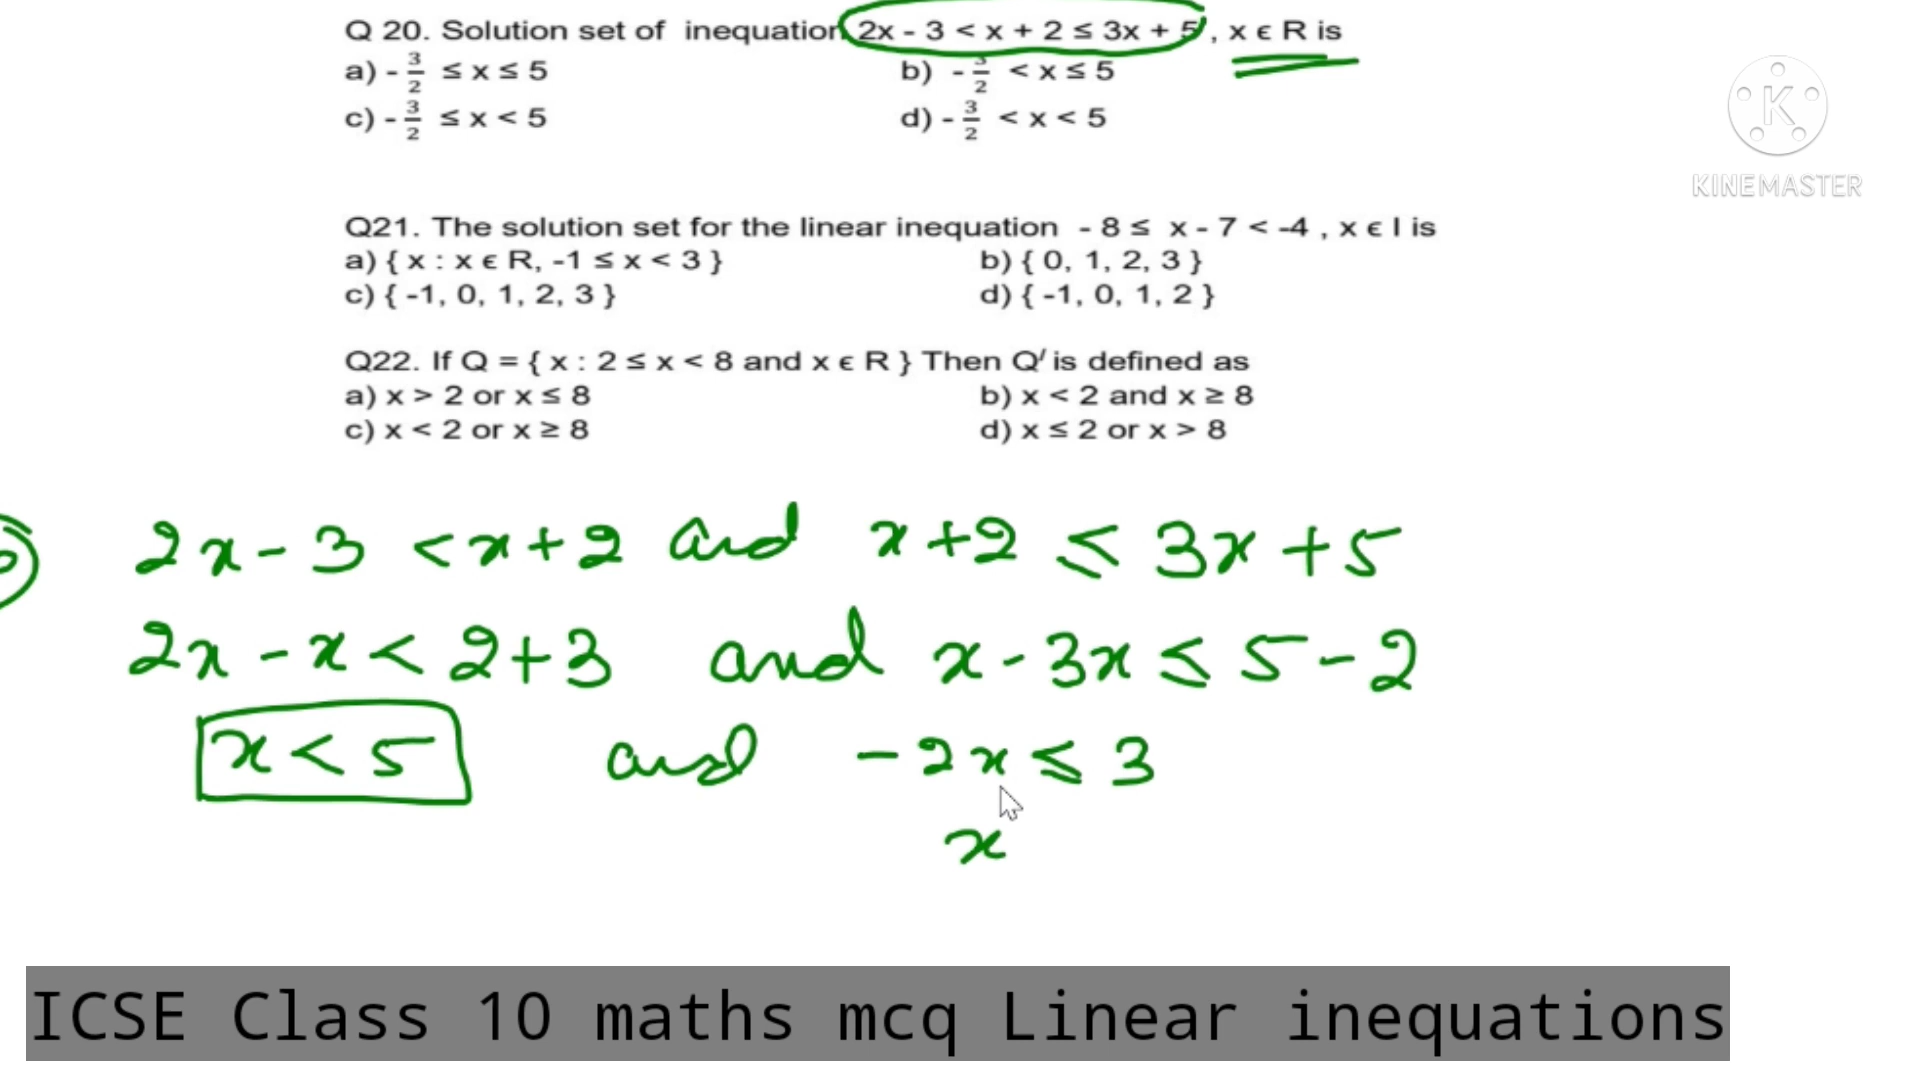 Q 20. Solution set of inequation 2x - 3 < x + 2 ≤ 3x + 5 , x ϵ R is
a) - 3/2 ≤ x ≤ 5 b) - 3/2 < x ≤ 5
c) - 3/2 ≤ x < 5 d) - 3/2 < x < 5
K
KINEMASTER
Q21. The solution set for the linear inequation - 8 ≤ x - 7 < -4 , x ϵ I is
a) { x : x ϵ R, -1 ≤ x < 3 } b) { 0, 1, 2, 3 }
c) { -1, 0, 1, 2, 3 } d) { -1, 0, 1, 2 }
Q22. If Q = { x : 2 ≤ x < 8 and x ϵ R } Then Q′ is defined as
a) x > 2 or x ≤ 8 b) x < 2 and x ≥ 8
c) x < 2 or x ≥ 8 d) x ≤ 2 or x > 8
2x - 3 < x + 2 and x + 2 ≤ 3x + 5
2x - x < 2 + 3 and x - 3x ≤ 5 - 2
x < 5 and - 2x ≤ 3
x
ICSE Class 10 maths mcq Linear inequations